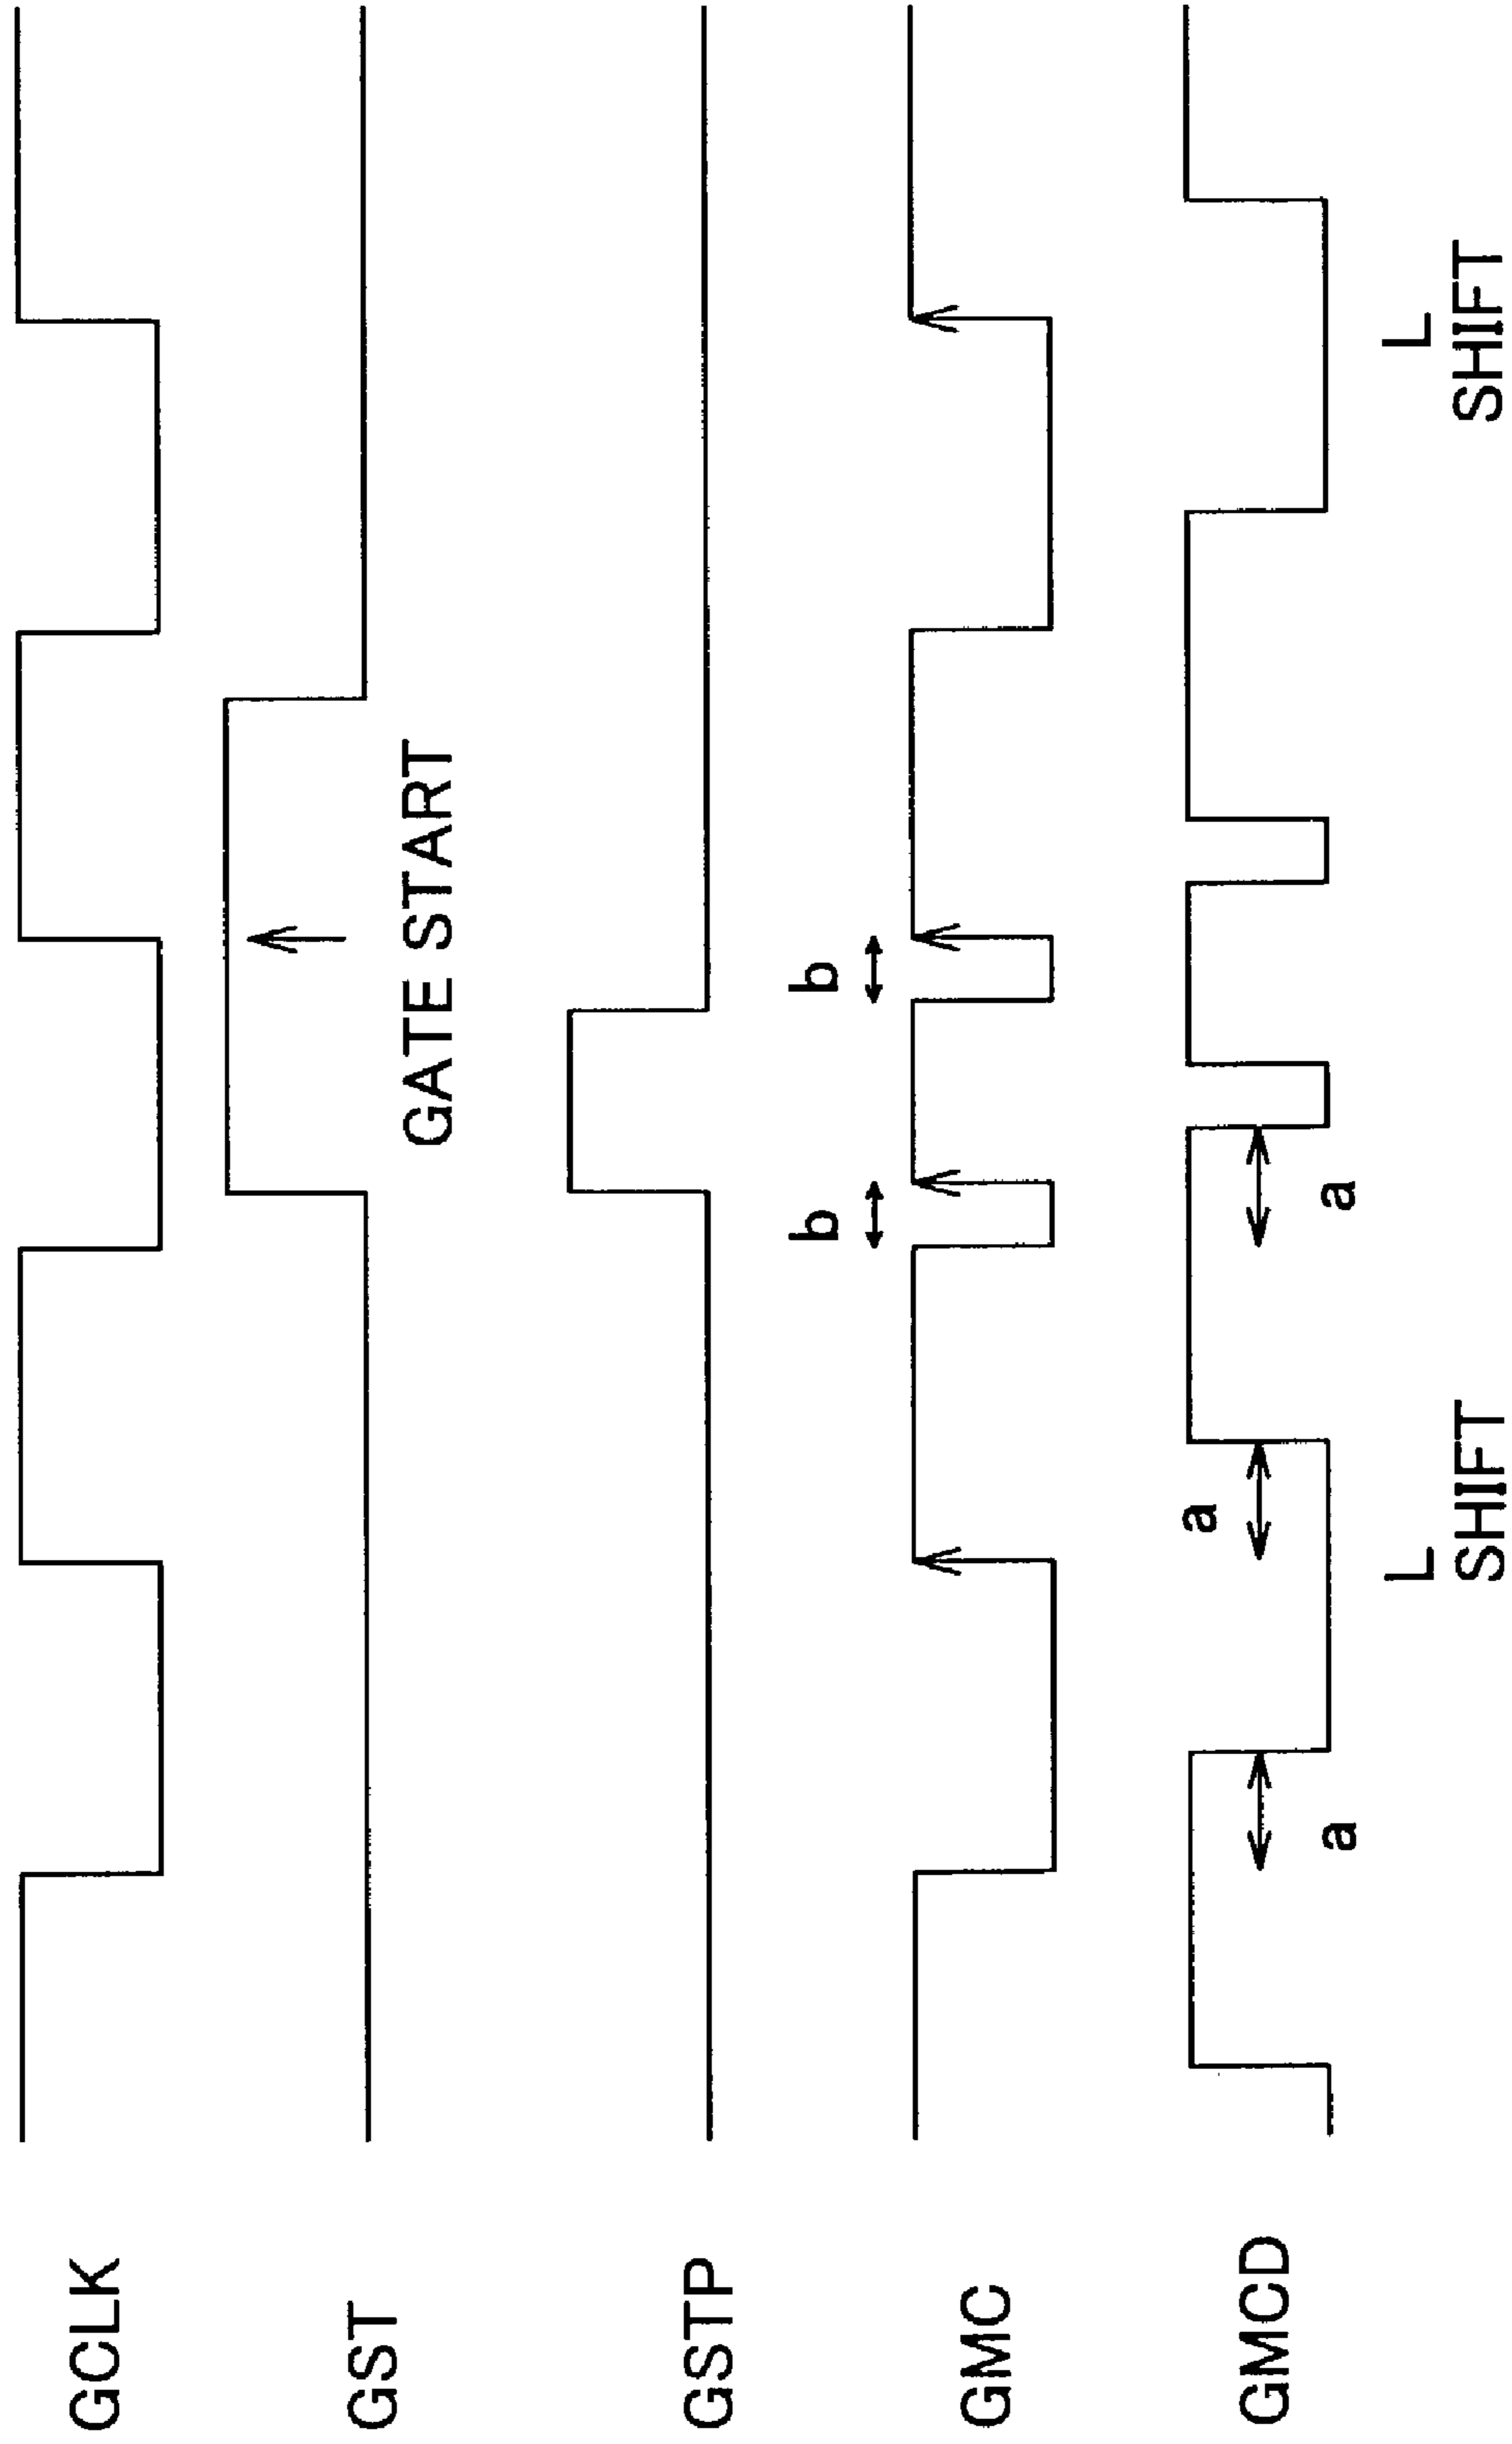 GCLK
GST
GATE START
GSTP
GMC
b
b
GMCD
a
a
a
L
SHIFT
L
SHIFT